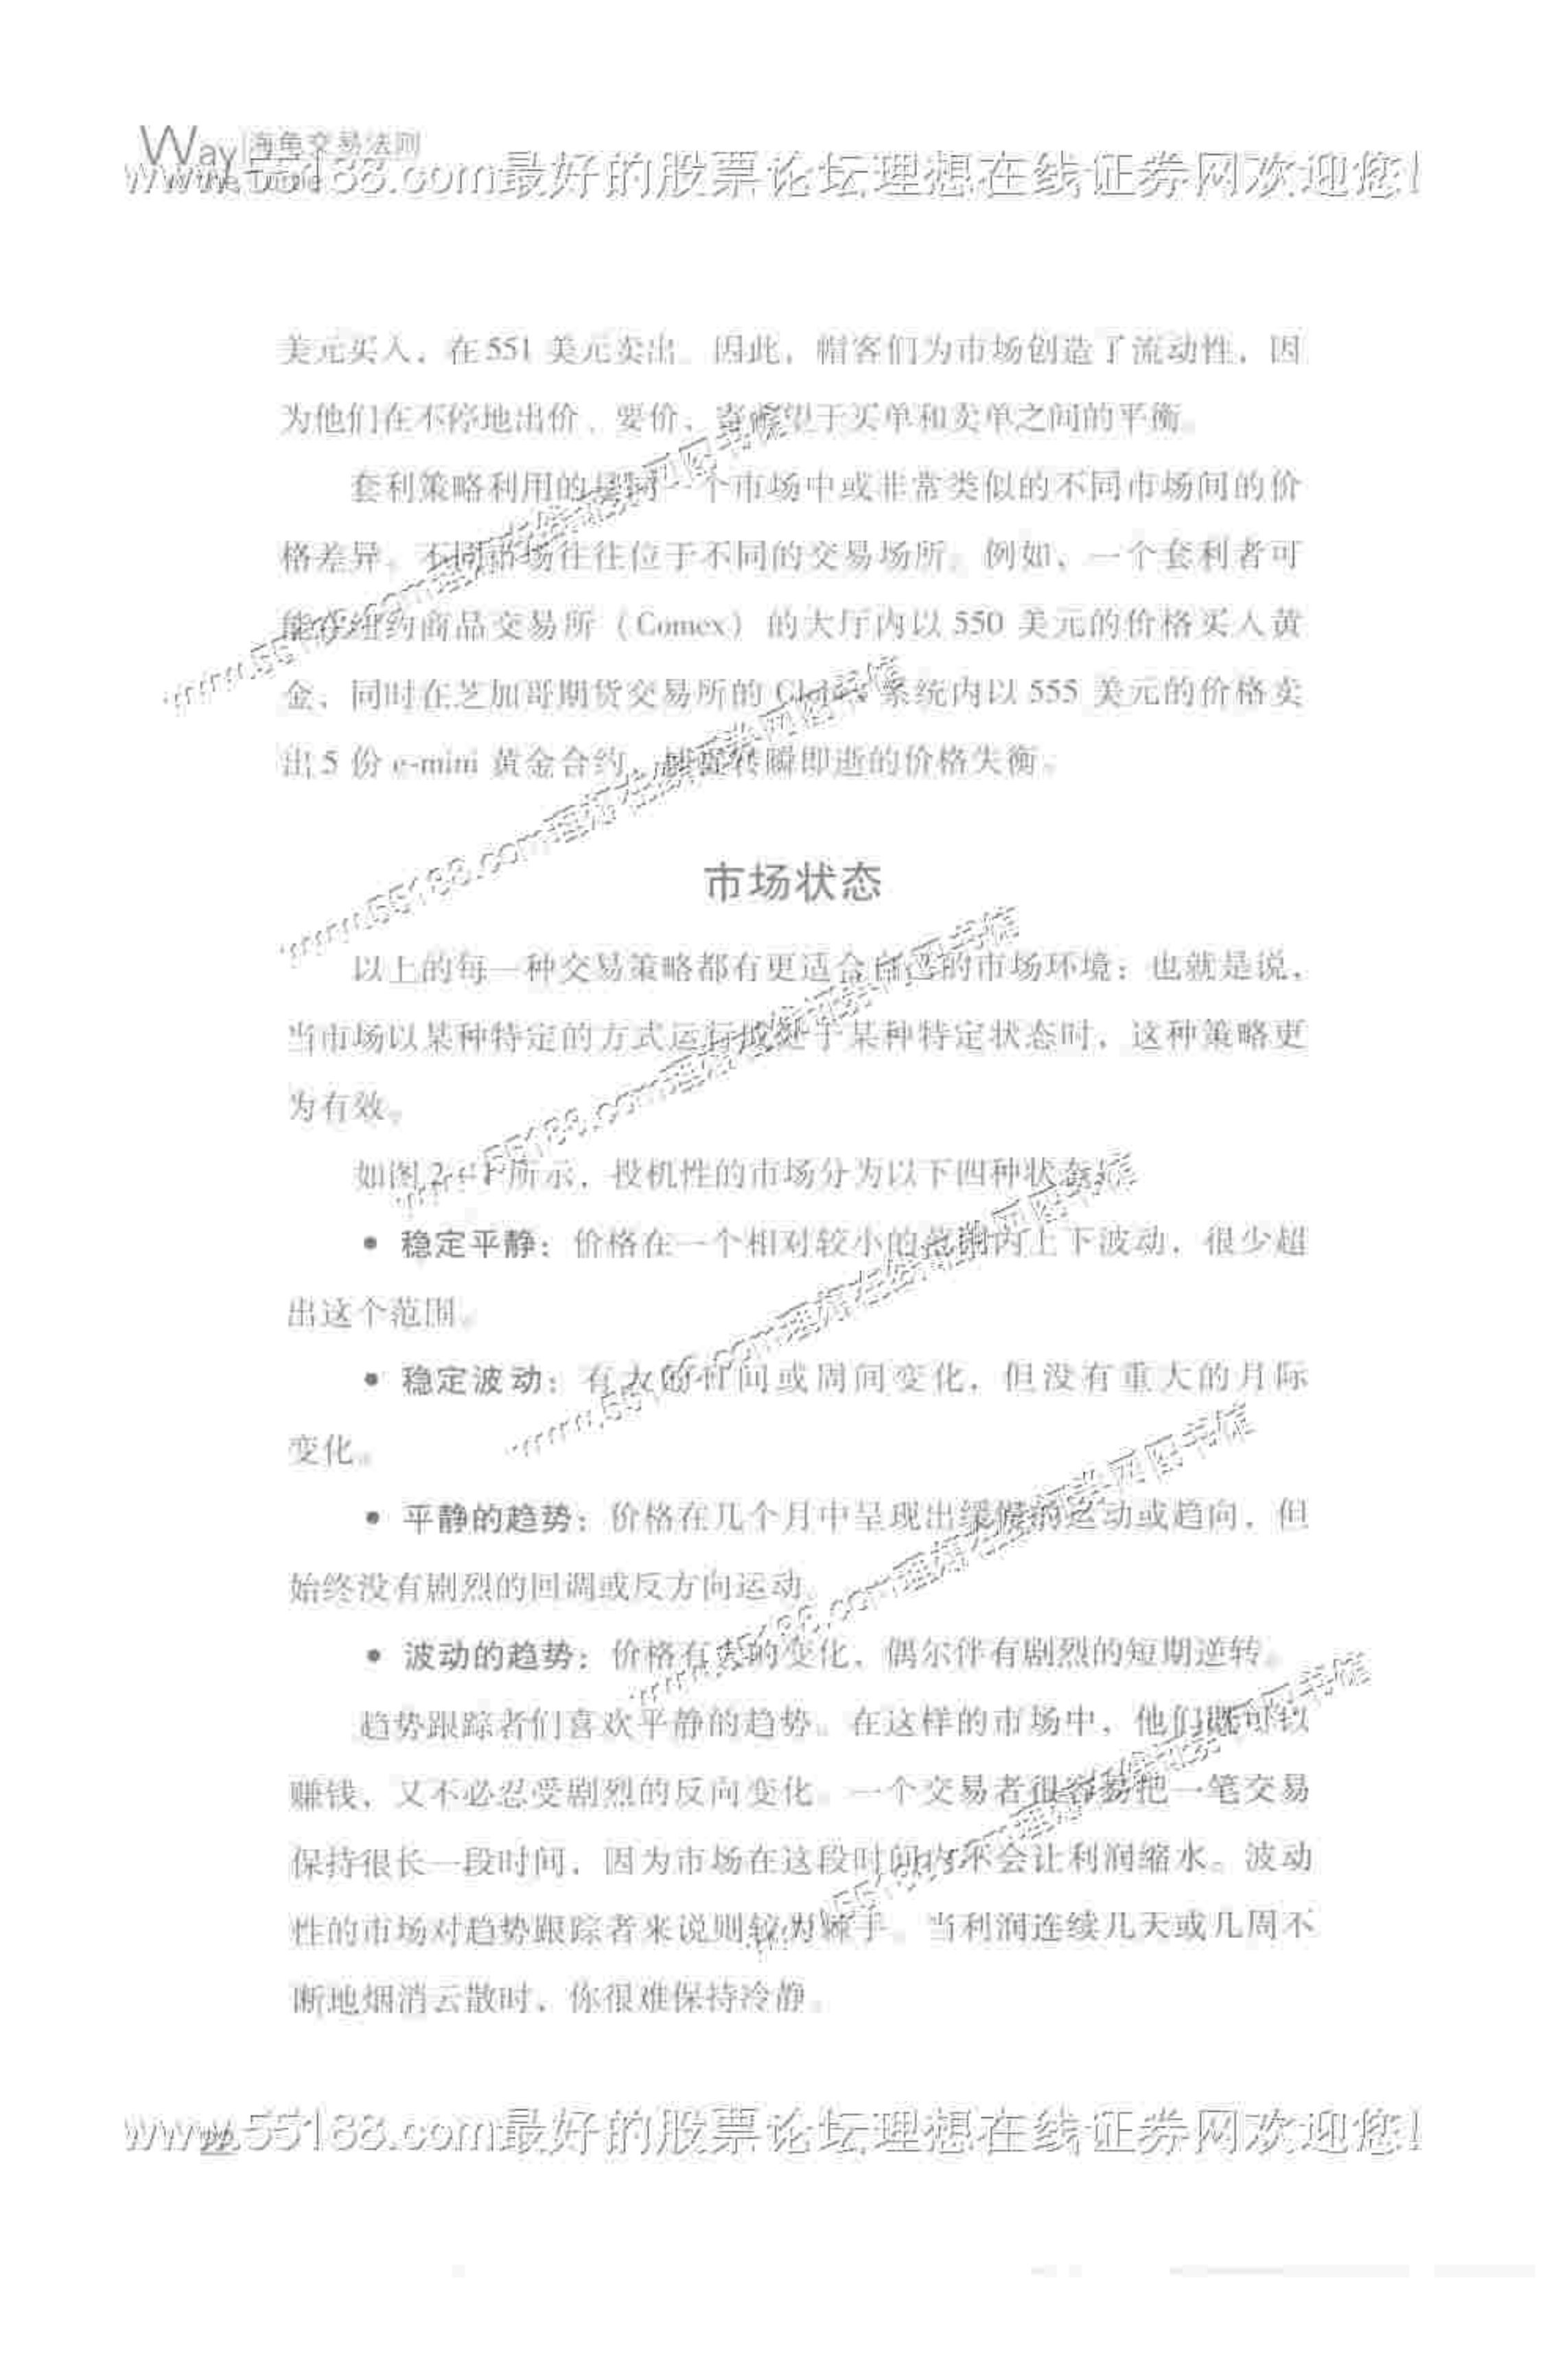 Way 海龟交易法则
www.55188.com最好的股票论坛理想在线证券网欢迎您!
美元买入，在551 美元卖出。因此，帽客们为市场创造了流动性，因
为他们在不停地出价、要价，寄希望于买单和卖单之间的平衡。
套利策略利用的是同一个市场中或非常类似的不同市场间的价
格差异。不同市场往往位于不同的交易场所。例如，一个套利者可
能在纽约商品交易所（Comex）的大厅内以 550 美元的价格买入黄
金，同时在芝加哥期货交易所的 系统内以 555 美元的价格卖
出 5 份 e-mini 黄金合约，转瞬即逝的价格失衡。
市场状态
以上的每一种交易策略都有更适合自己的市场环境；也就是说，
当市场以某种特定的方式运行或处于某种特定状态时，这种策略更
为有效。
如图 2-1 所示，投机性的市场分为以下四种状态：
• 稳定平静：价格在一个相对较小的范围内上下波动，很少超
出这个范围。
• 稳定波动：有大的日间或周间变化，但没有重大的月际
变化。
• 平静的趋势：价格在几个月中呈现出缓慢的运动或趋向，但
始终没有剧烈的回调或反方向运动。
• 波动的趋势：价格有大的变化，偶尔伴有剧烈的短期逆转。
趋势跟踪者们喜欢平静的趋势。在这样的市场中，他们既可以
赚钱，又不必忍受剧烈的反向变化。一个交易者很容易把一笔交易
保持很长一段时间，因为市场在这段时间内不会让利润缩水。波动
性的市场对趋势跟踪者来说则较为棘手。当利润连续几天或几周不
断地烟消云散时，你很难保持冷静。
www.55188.com最好的股票论坛理想在线证券网欢迎您!